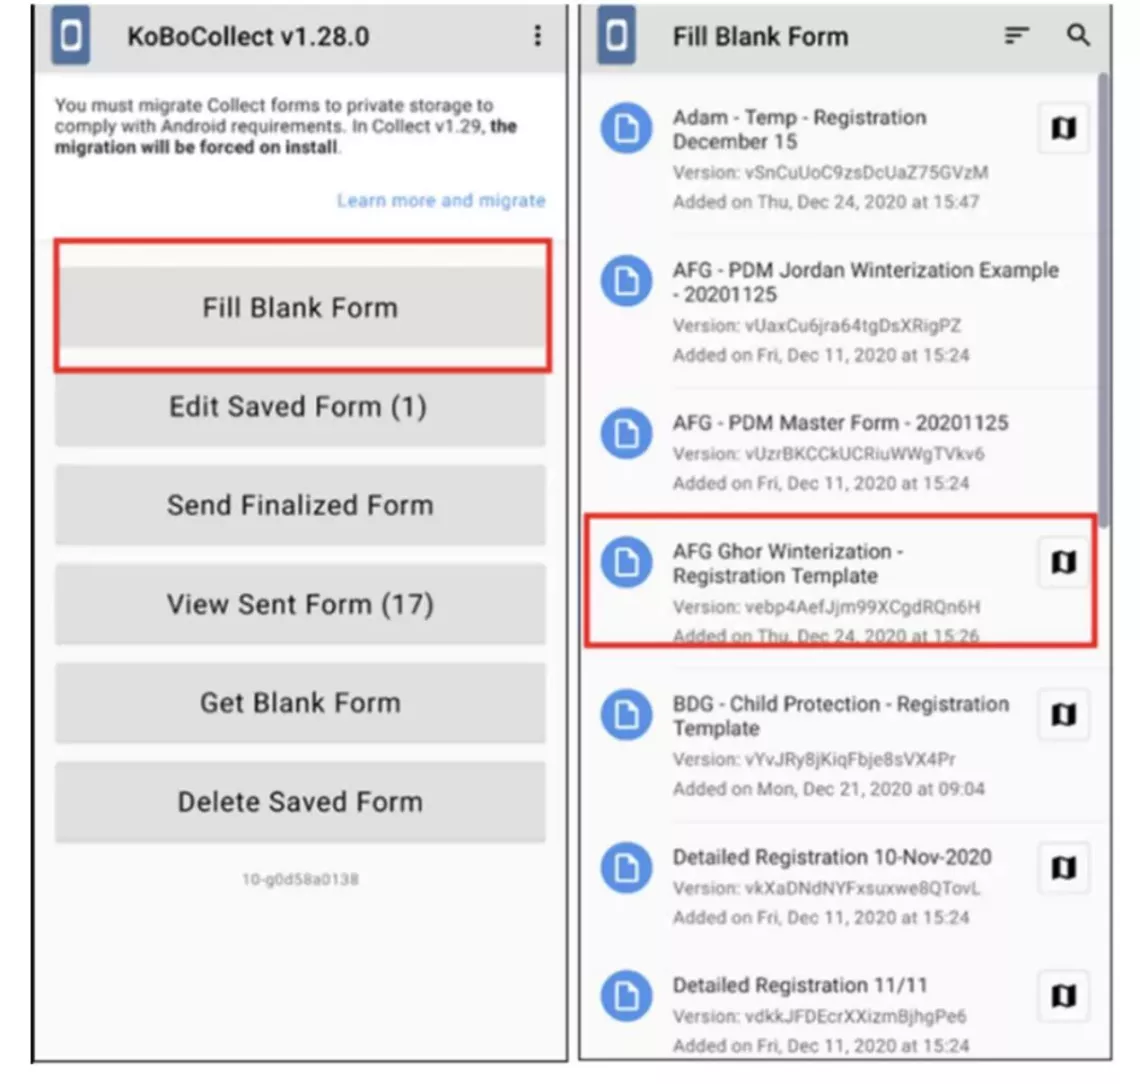 KoBoCollect v1.28.0
You must migrate Collect forms to private storage to
comply with Android requirements. In Collect v1.29, the
migration will be forced on install.
Learn more and migrate
Fill Blank Form
Edit Saved Form (1)
Send Finalized Form
View Sent Form (17)
Get Blank Form
Delete Saved Form
10-g0d58a0138
Fill Blank Form
Adam - Temp - Registration
December 15
Version: vSnCuUoC9zsDcUaZ75GVzM
Added on Thu, Dec 24, 2020 at 15:47
AFG - PDM Jordan Winterization Example
- 20201125
Version: vUaxCu6jra64tgDsXRigPZ
Added on Fri, Dec 11, 2020 at 15:24
AFG - PDM Master Form - 20201125
Version: vUzrBKCCkUCRiuWWgTVkv6
Added on Fri, Dec 11, 2020 at 15:24
AFG Ghor Winterization -
Registration Template
Version: vebp4AefJjm99XCgdRQn6H
Added on Thu, Dec 24, 2020 at 15:26
BDG - Child Protection - Registration
Template
Version: vYvJRy8jKiqFbje8sVX4Pr
Added on Mon, Dec 21, 2020 at 09:04
Detailed Registration 10-Nov-2020
Version: vkXaDNdNYFxsuxwe8QTovL
Added on Fri, Dec 11, 2020 at 15:24
Detailed Registration 11/11
Version: vdkkJFDEcrXXizmBjhgPe6
Added on Fri, Dec 11, 2020 at 15:24